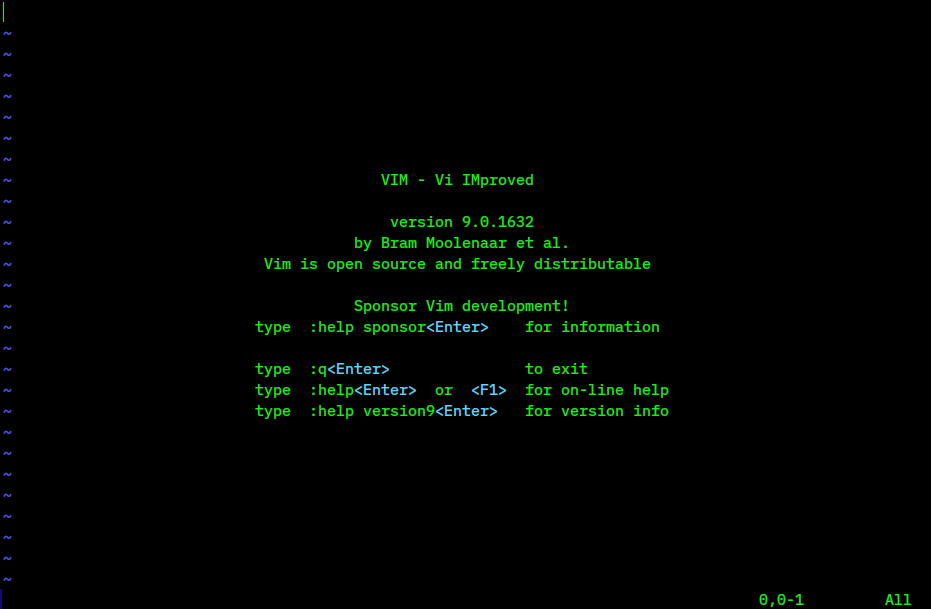 ~
~
~
~
~
~
~
~ VIM - Vi IMproved
~
~ version 9.0.1632
~ by Bram Moolenaar et al.
~ Vim is open source and freely distributable
~
~ Sponsor Vim development!
~ type :help sponsor<Enter> for information
~
~ type :q<Enter> to exit
~ type :help<Enter> or <F1> for on-line help
~ type :help version9<Enter> for version info
~
~
~
~
~
~
~
~
0,0-1 All